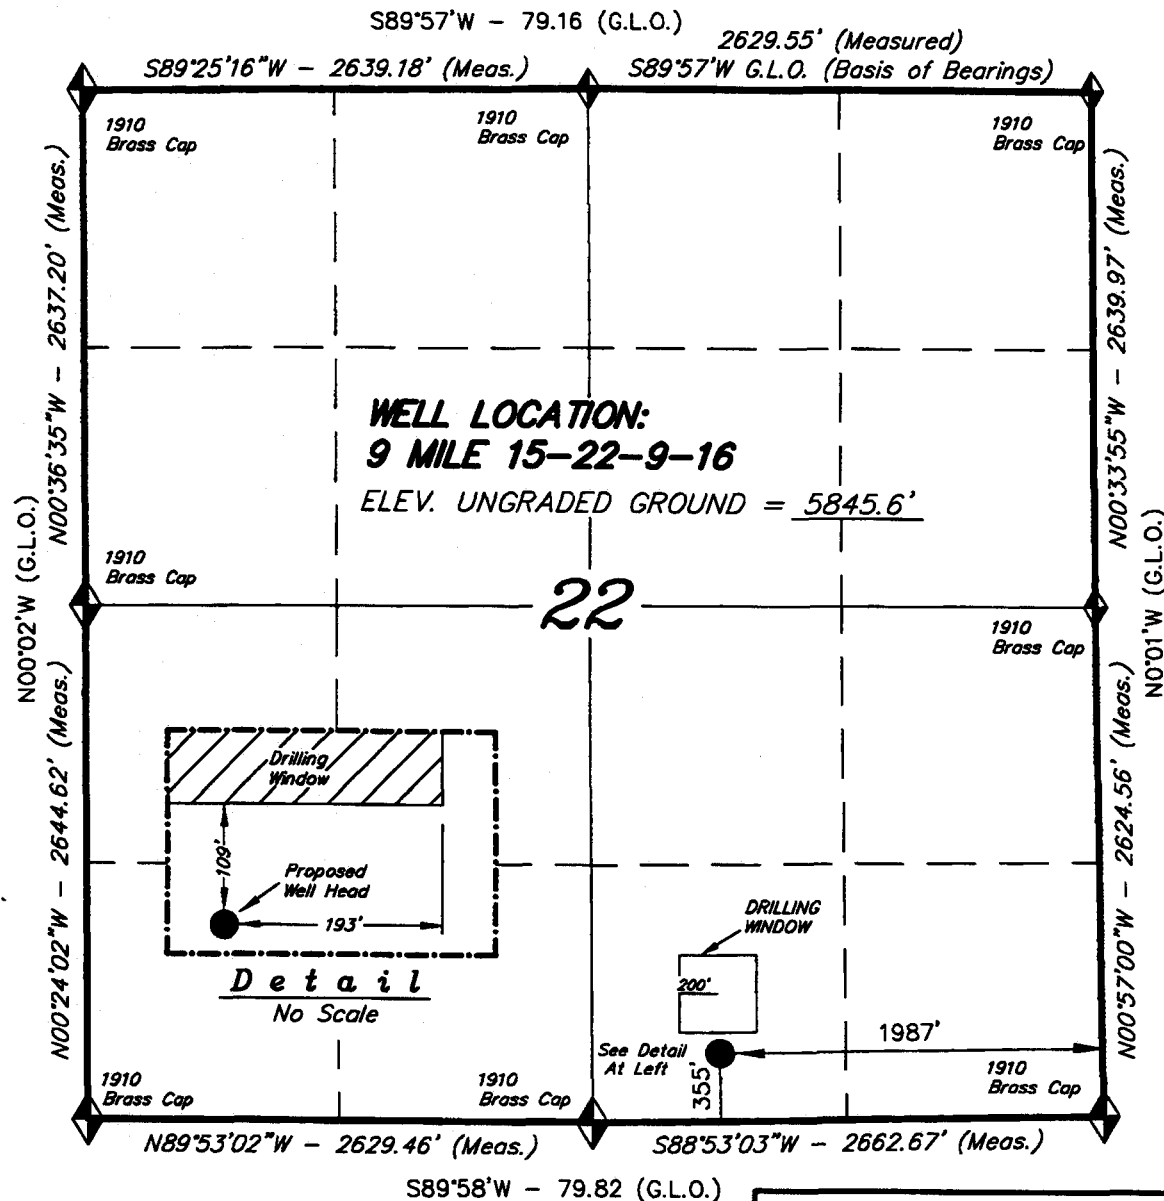 S89°57'W - 79.16 (G.L.O.)
2629.55' (Measured)
S89°25'16"W - 2639.18' (Meas.)
S89°57'W G.L.O. (Basis of Bearings)
1910
Brass Cap
1910
Brass Cap
1910
Brass Cap
N00°36'35"W - 2637.20' (Meas.)
N00°33'55"W - 2639.97' (Meas.)
WELL LOCATION:
9 MILE 15-22-9-16
ELEV. UNGRADED GROUND = 5845.6'
N00°02'W (G.L.O.)
N0°01'W (G.L.O.)
1910
Brass Cap
22
1910
Brass Cap
N00°24'02"W - 2644.62' (Meas.)
N00°57'00"W - 2624.56' (Meas.)
Drilling
Window
109'
Proposed
Well Head
193'
Detail
No Scale
DRILLING
WINDOW
200'
See Detail
At Left
1987'
355'
1910
Brass Cap
1910
Brass Cap
1910
Brass Cap
N89°53'02"W - 2629.46' (Meas.)
S88°53'03"W - 2662.67' (Meas.)
S89°58'W - 79.82 (G.L.O.)